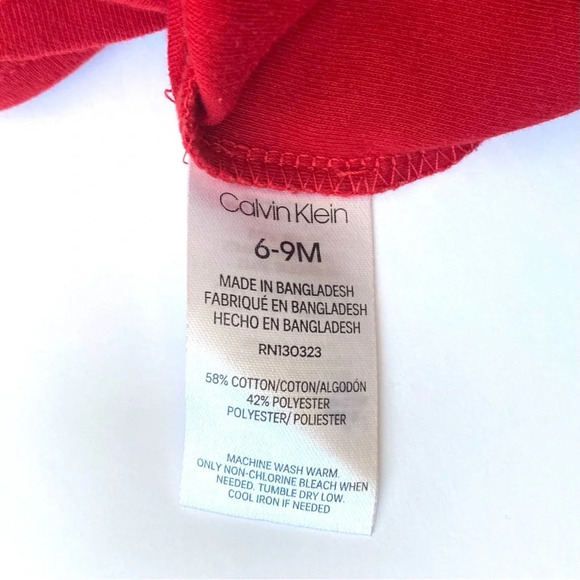 Calvin Klein
6-9M
MADE IN BANGLADESH
FABRIQUÉ EN BANGLADESH
HECHO EN BANGLADESH
RN130323
58% COTTON/COTON/ALGODÓN
42% POLYESTER
POLYESTER/ POLIESTER
MACHINE WASH WARM.
ONLY NON-CHLORINE BLEACH WHEN
NEEDED. TUMBLE DRY LOW.
COOL IRON IF NEEDED